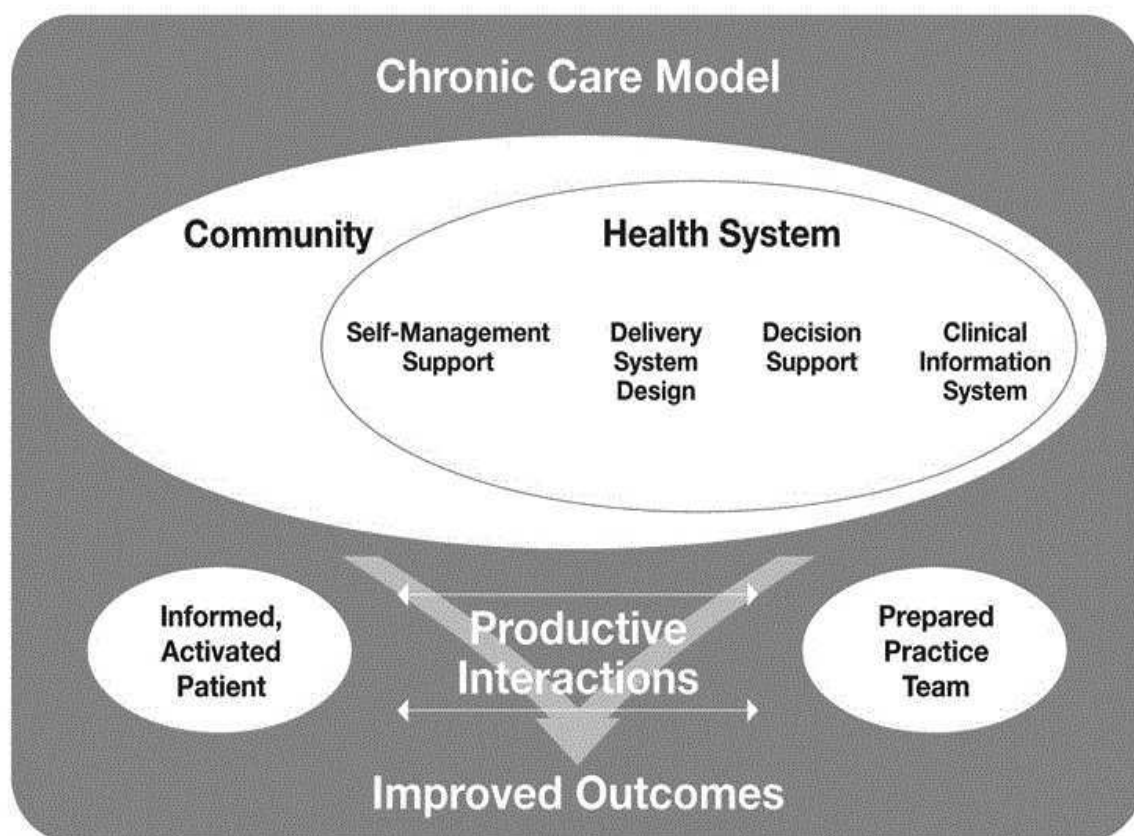 Chronic Care Model
Community
Health System
Self-Management
Support
Delivery
System
Design
Decision
Support
Clinical
Information
System
Informed,
Activated
Patient
Productive
Interactions
Prepared
Practice
Team
Improved Outcomes